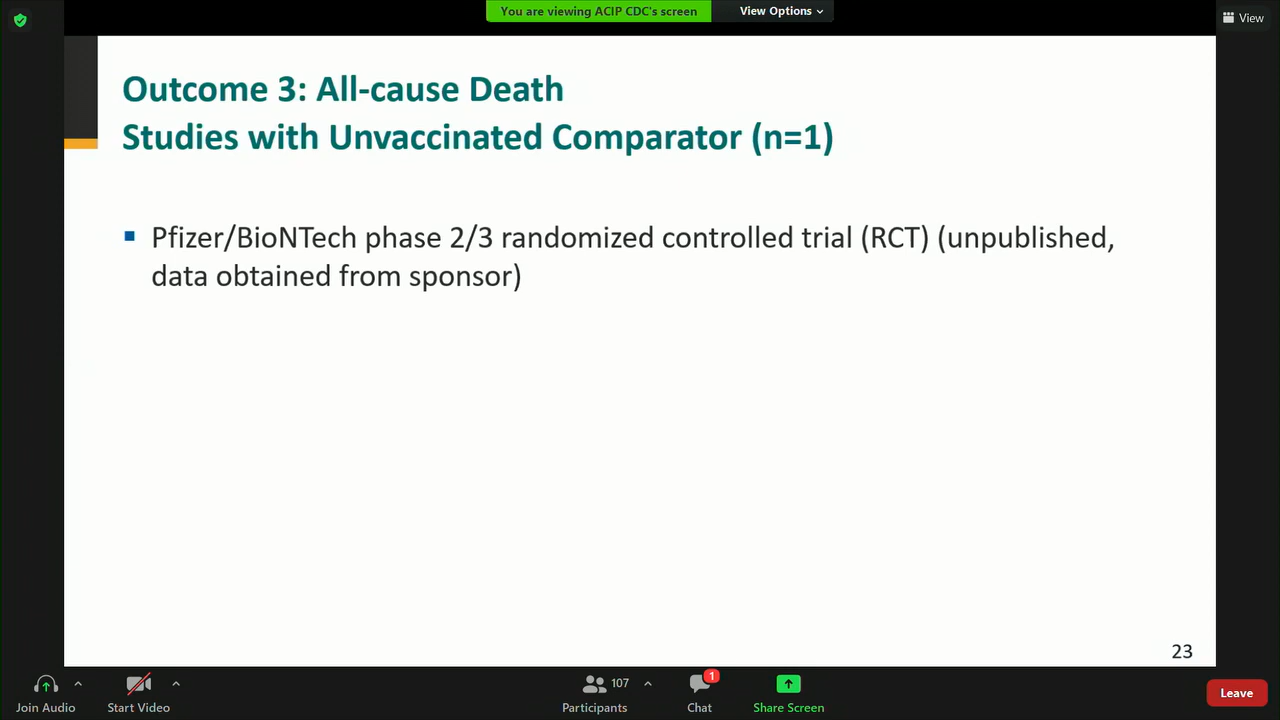 You are viewing ACIP CDC's screen
View Options
View
Outcome 3: All-cause Death
Studies with Unvaccinated Comparator (n=1)
Pfizer/BioNTech phase 2/3 randomized controlled trial (RCT) (unpublished,
data obtained from sponsor)
23
Join Audio
Start Video
107
Participants
1
Chat
Share Screen
Leave